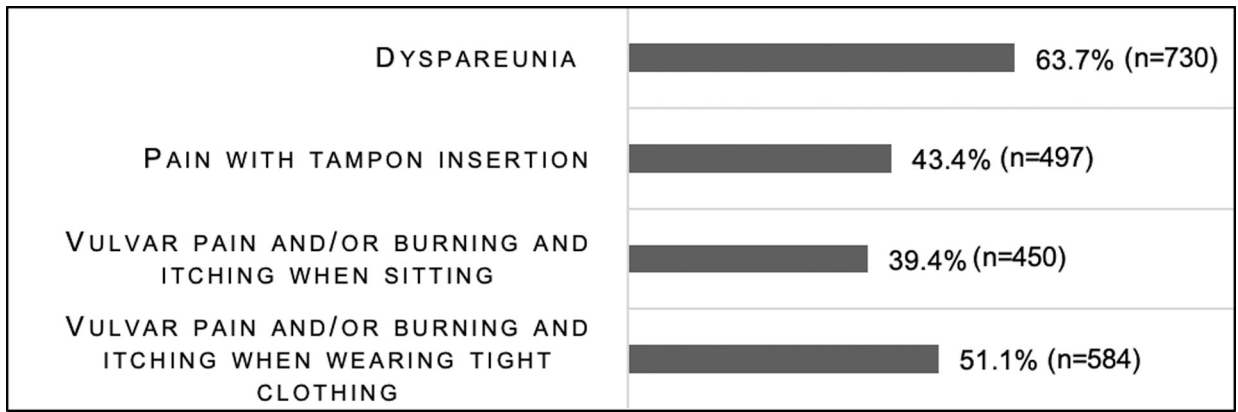 DYSPAREUNIA 63.7% (n=730)
PAIN WITH TAMPON INSERTION 43.4% (n=497)
VULVAR PAIN AND/OR BURNING AND
ITCHING WHEN SITTING 39.4% (n=450)
VULVAR PAIN AND/OR BURNING AND
ITCHING WHEN WEARING TIGHT
CLOTHING 51.1% (n=584)